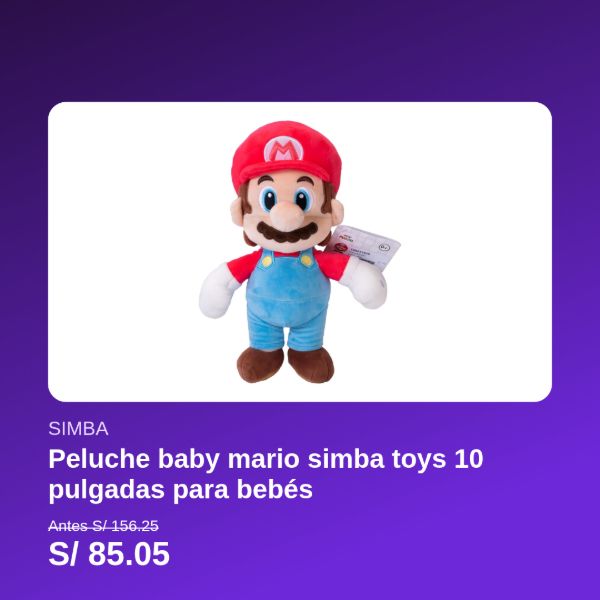 M
SIMBA
Peluche baby mario simba toys 10
pulgadas para bebés
Antes S/ 156.25
S/ 85.05